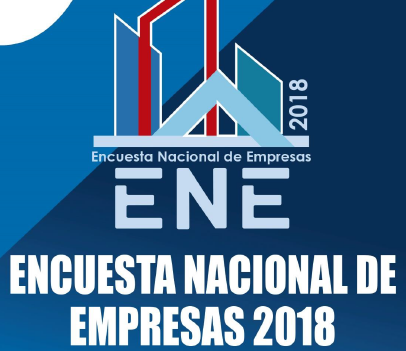 2018
Encuesta Nacional de Empresas
ENE
ENCUESTA NACIONAL DE
EMPRESAS 2018